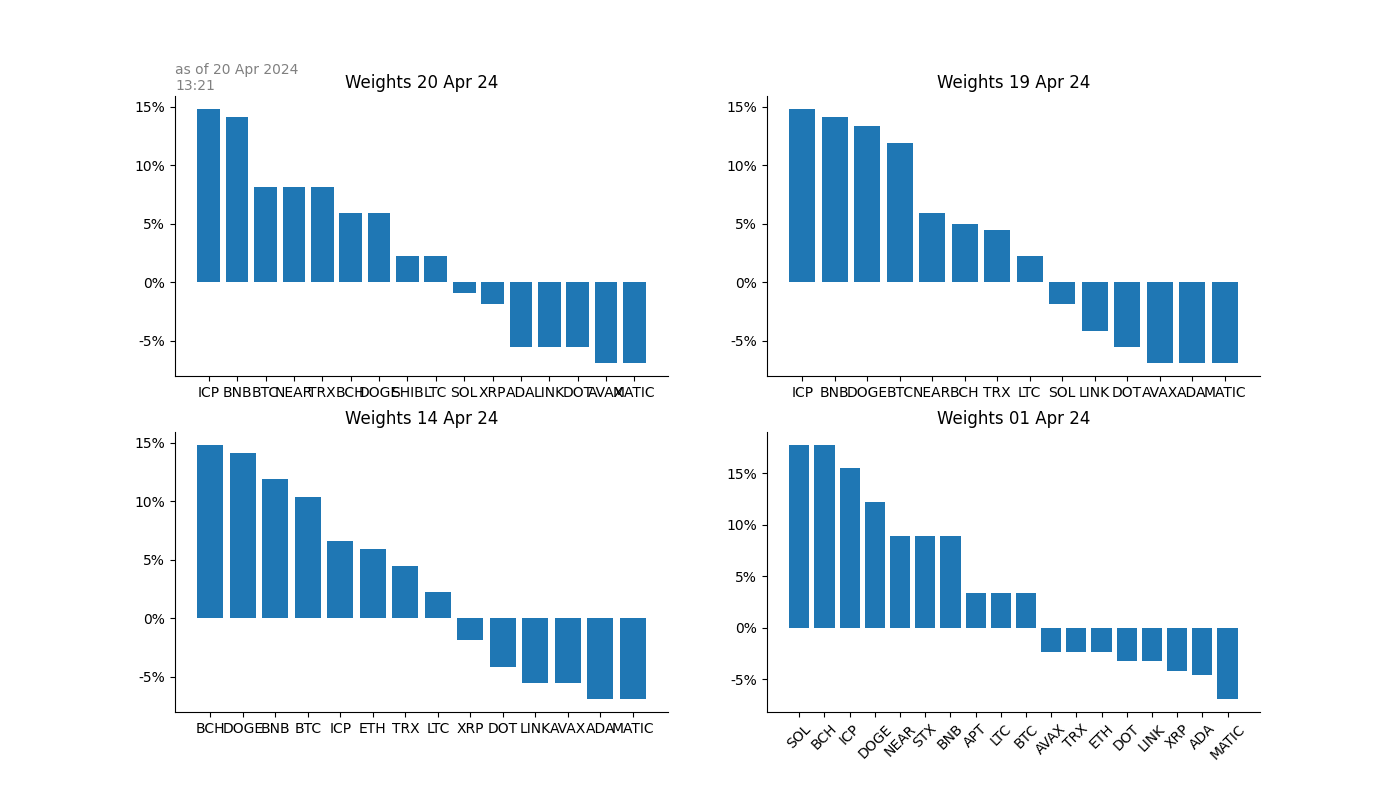 as of 20 Apr 2024
13:21
Weights 20 Apr 24
15%
10%
5%
0%
-5%
ICP BNB BTC NEAR TRX BCH DOGE SHIB LTC SOL XRP ADA LINK DOT AVAX MATIC
Weights 19 Apr 24
15%
10%
5%
0%
-5%
ICP BNB DOGE BTC NEAR BCH TRX LTC SOL LINK DOT AVAX ADA MATIC
Weights 14 Apr 24
15%
10%
5%
0%
-5%
BCH DOGE BNB BTC ICP ETH TRX LTC XRP DOT LINK AVAX ADA MATIC
Weights 01 Apr 24
15%
10%
5%
0%
-5%
SOL BCH ICP DOGE NEAR STX BNB APT LTC BTC AVAX TRX ETH DOT LINK XRP ADA MATIC